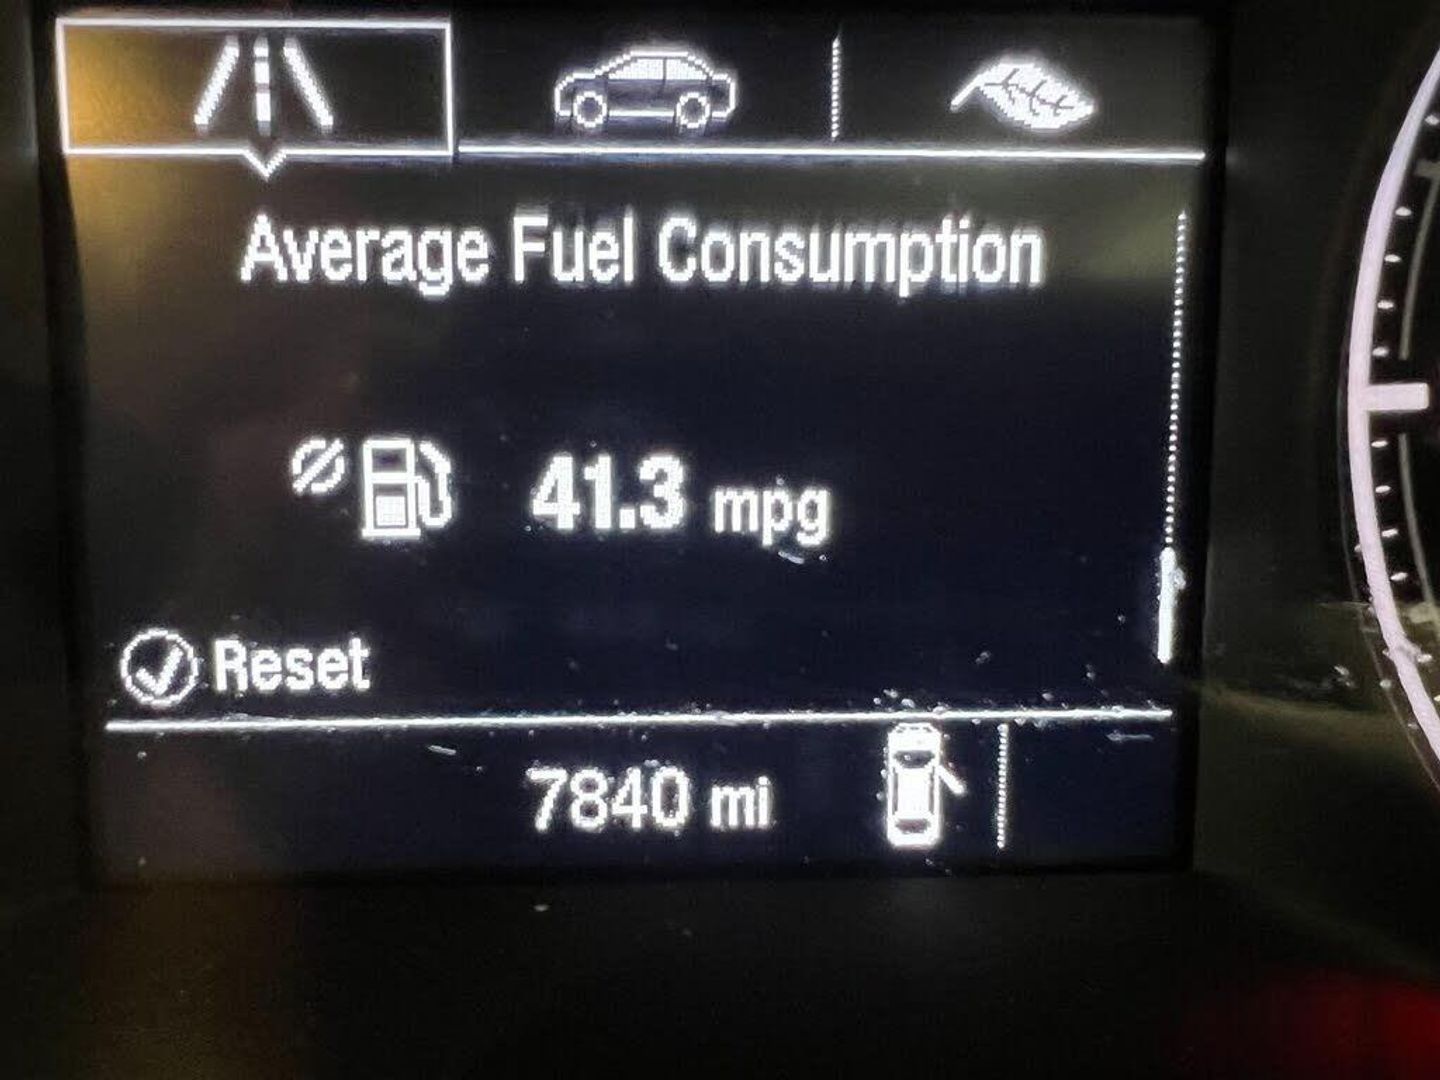 Average Fuel Consumption
41.3 mpg
Reset
7840 mi